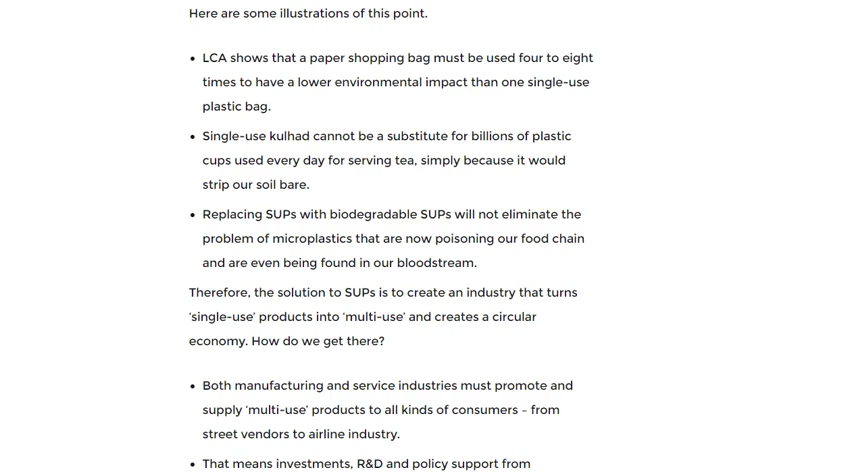 Here are some illustrations of this point.
• LCA shows that a paper shopping bag must be used four to eight
times to have a lower environmental impact than one single-use
plastic bag.
• Single-use kulhad cannot be a substitute for billions of plastic
cups used every day for serving tea, simply because it would
strip our soil bare.
• Replacing SUPs with biodegradable SUPs will not eliminate the
problem of microplastics that are now poisoning our food chain
and are even being found in our bloodstream.
Therefore, the solution to SUPs is to create an industry that turns
‘single-use’ products into ‘multi-use’ and creates a circular
economy. How do we get there?
• Both manufacturing and service industries must promote and
supply ‘multi-use’ products to all kinds of consumers – from
street vendors to airline industry.
• That means investments, R&D and policy support from